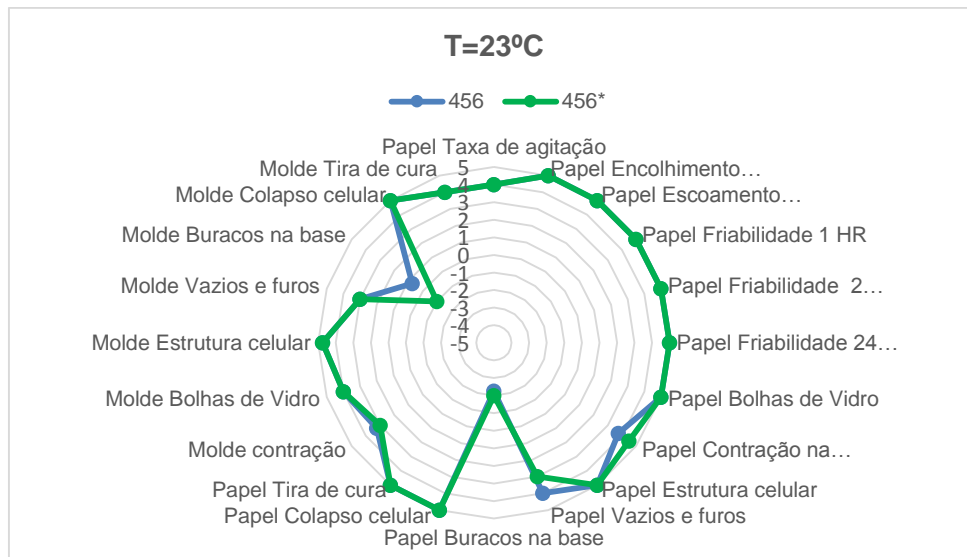 T=23ºC
456 456*
Papel Taxa de agitação
Papel Encolhimento…
Papel Escoamento…
Papel Friabilidade 1 HR
Papel Friabilidade 2…
Papel Friabilidade 24…
Papel Bolhas de Vidro
Papel Contração na…
Papel Estrutura celular
Papel Vazios e furos
Papel Buracos na base
Papel Colapso celular
Papel Tira de cura
Molde contração
Molde Bolhas de Vidro
Molde Estrutura celular
Molde Vazios e furos
Molde Buracos na base
Molde Colapso celular
Molde Tira de cura
5
4
3
2
1
0
-1
-2
-3
-4
-5